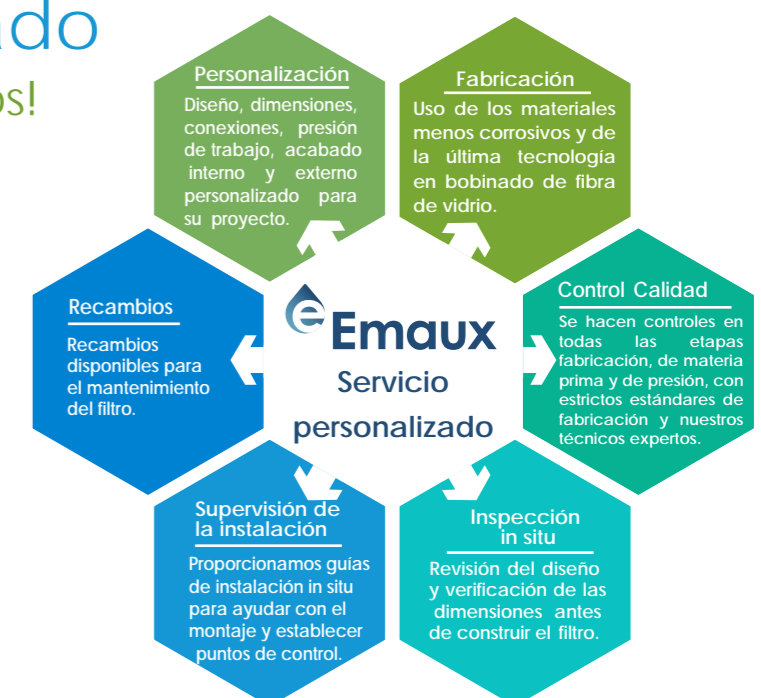 ado
os!
Personalización
Diseño, dimensiones,
conexiones, presión
de trabajo, acabado
interno y externo
personalizado para
su proyecto.
Fabricación
Uso de los materiales
menos corrosivos y de
la última tecnología
en bobinado de fibra
de vidrio.
Recambios
Recambios
disponibles para
el mantenimiento
del filtro.
e
Emaux
Servicio
personalizado
Control Calidad
Se hacen controles en
todas las etapas
fabricación, de materia
prima y de presión, con
estrictos estándares de
fabricación y nuestros
técnicos expertos.
Supervisión de
la instalación
Proporcionamos guías
de instalación in situ
para ayudar con el
montaje y establecer
puntos de control.
Inspección
in situ
Revisión del diseño
y verificación de las
dimensiones antes
de construir el filtro.